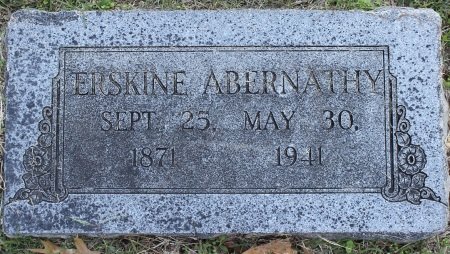 ERSKINE ABERNATHY
SEPT. 25, MAY 30,
1871 1941